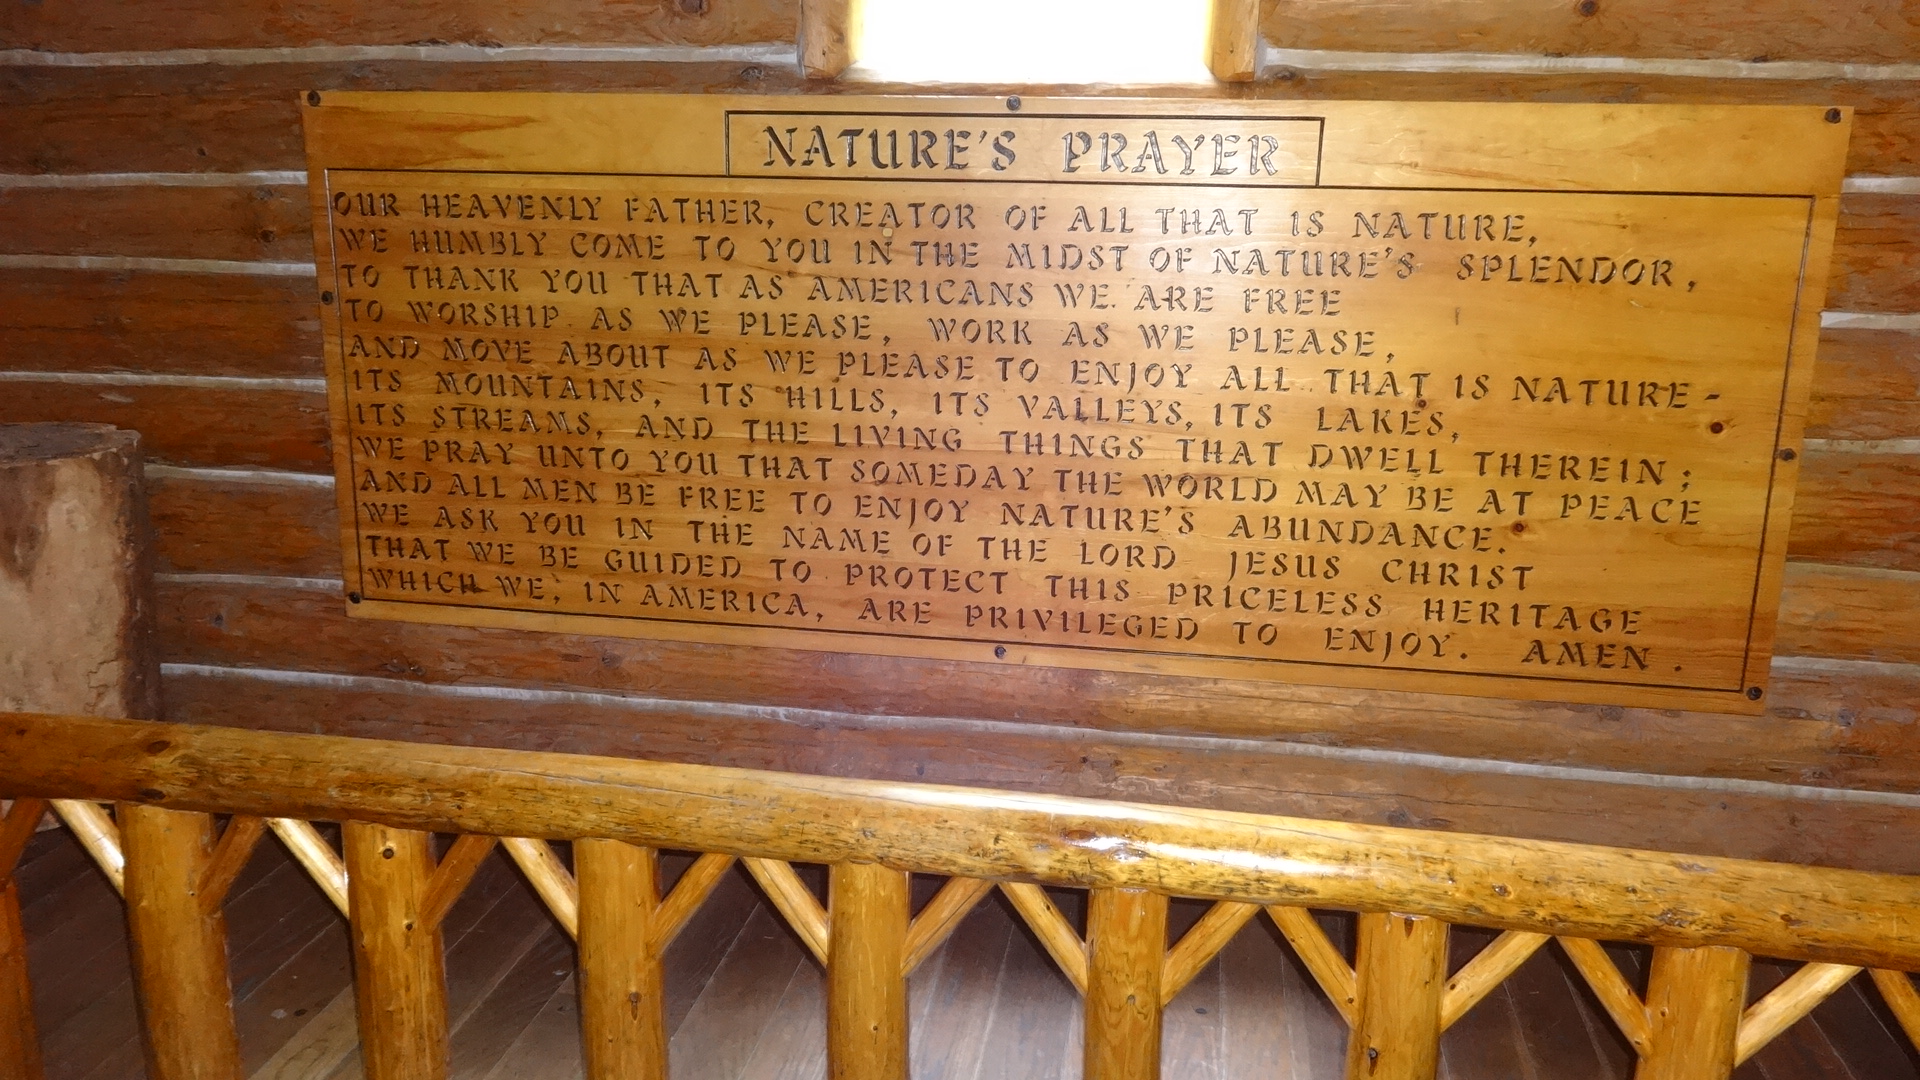 NATURE'S PRAYER
OUR HEAVENLY FATHER, CREATOR OF ALL THAT IS NATURE,
WE HUMBLY COME TO YOU IN THE MIDST OF NATURE'S SPLENDOR,
TO THANK YOU THAT AS AMERICANS WE ARE FREE
TO WORSHIP AS WE PLEASE, WORK AS WE PLEASE,
AND MOVE ABOUT AS WE PLEASE TO ENJOY ALL THAT IS NATURE-
ITS MOUNTAINS, ITS HILLS, ITS VALLEYS, ITS LAKES,
ITS STREAMS, AND THE LIVING THINGS THAT DWELL THEREIN;
WE PRAY UNTO YOU THAT SOMEDAY THE WORLD MAY BE AT PEACE
AND ALL MEN BE FREE TO ENJOY NATURE'S ABUNDANCE.
WE ASK YOU IN THE NAME OF THE LORD JESUS CHRIST
THAT WE BE GUIDED TO PROTECT THIS PRICELESS HERITAGE
WHICH WE, IN AMERICA, ARE PRIVILEGED TO ENJOY. AMEN.